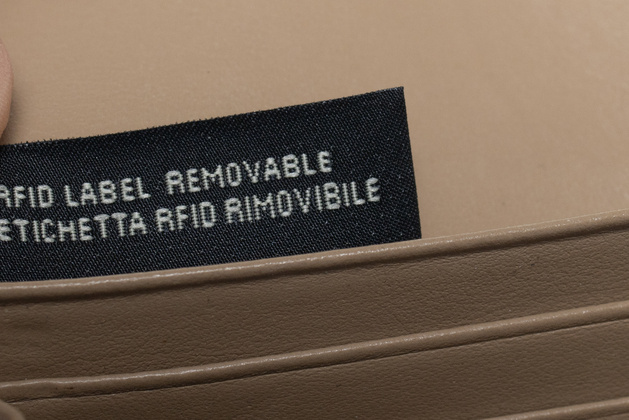 RFID LABEL REMOVABLE
ETICHETTA RFID RIMOVIBILE